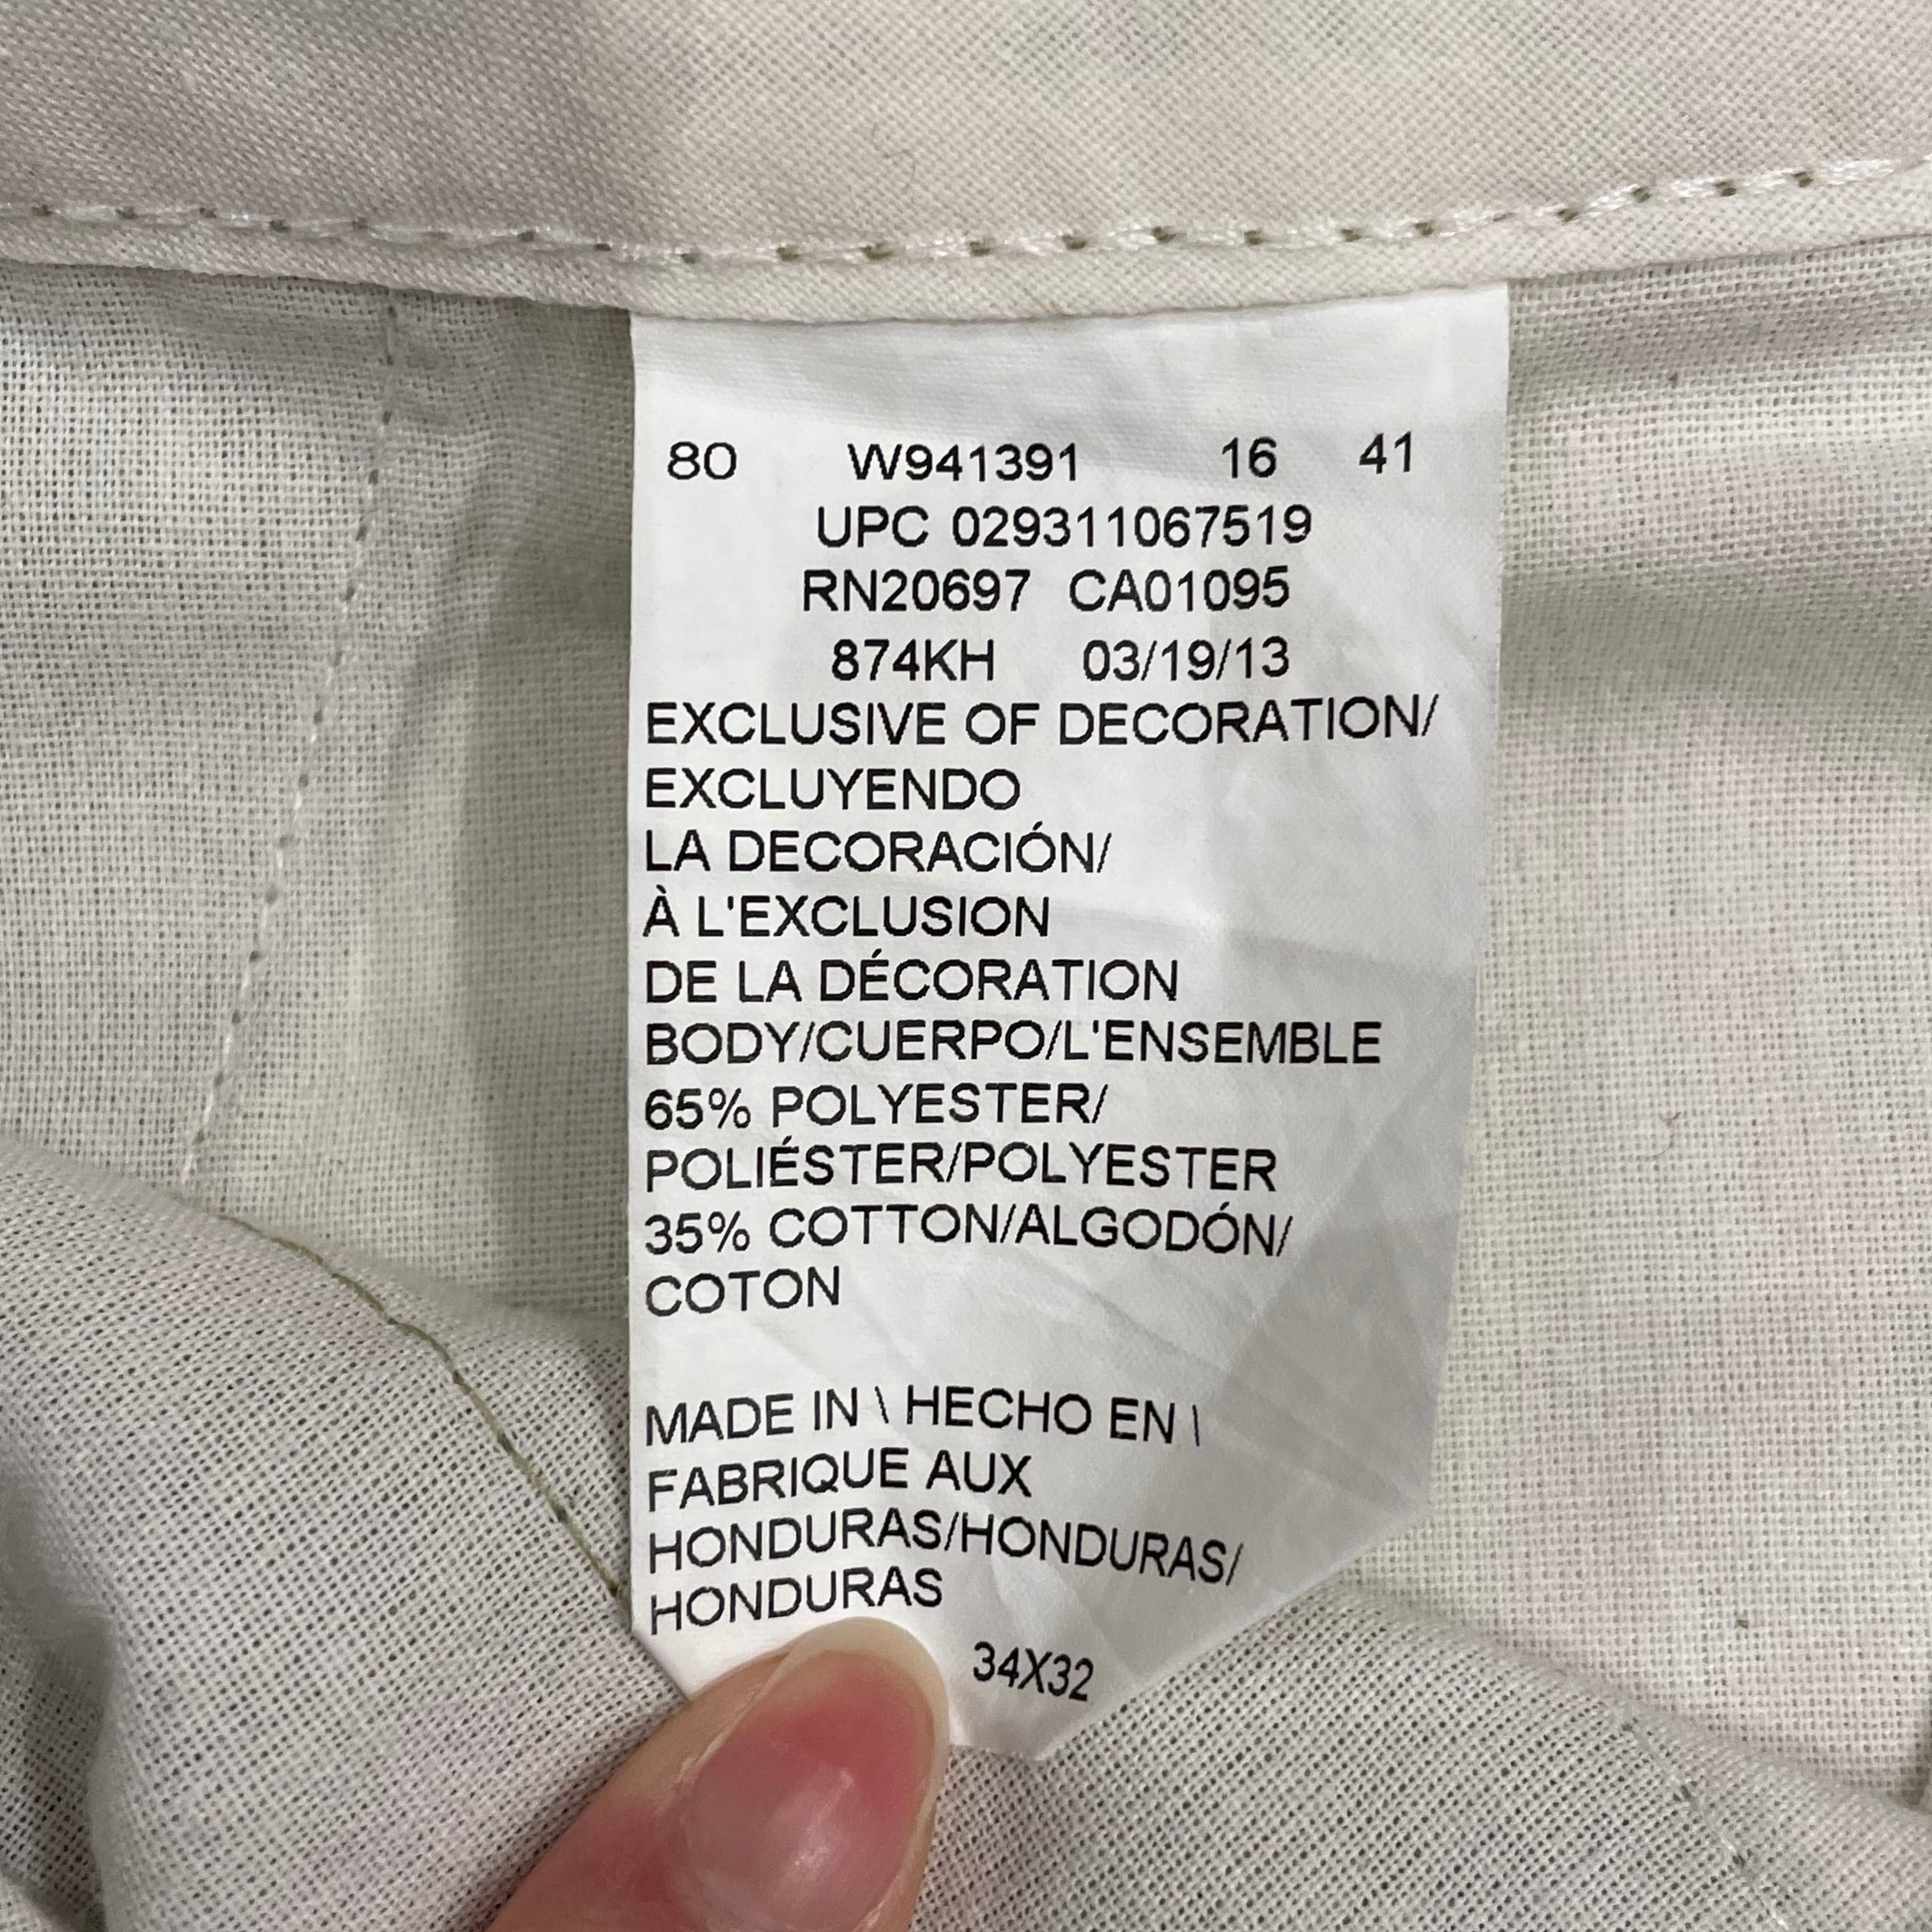 80 W941391 16 41
UPC 029311067519
RN20697 CA01095
874KH 03/19/13
EXCLUSIVE OF DECORATION/
EXCLUYENDO
LA DECORACIÓN/
À L'EXCLUSION
DE LA DÉCORATION
BODY/CUERPO/L'ENSEMBLE
65% POLYESTER/
POLIÉSTER/POLYESTER
35% COTTON/ALGODÓN/
COTON
MADE IN \ HECHO EN \
FABRIQUE AUX
HONDURAS/HONDURAS/
HONDURAS
34X32